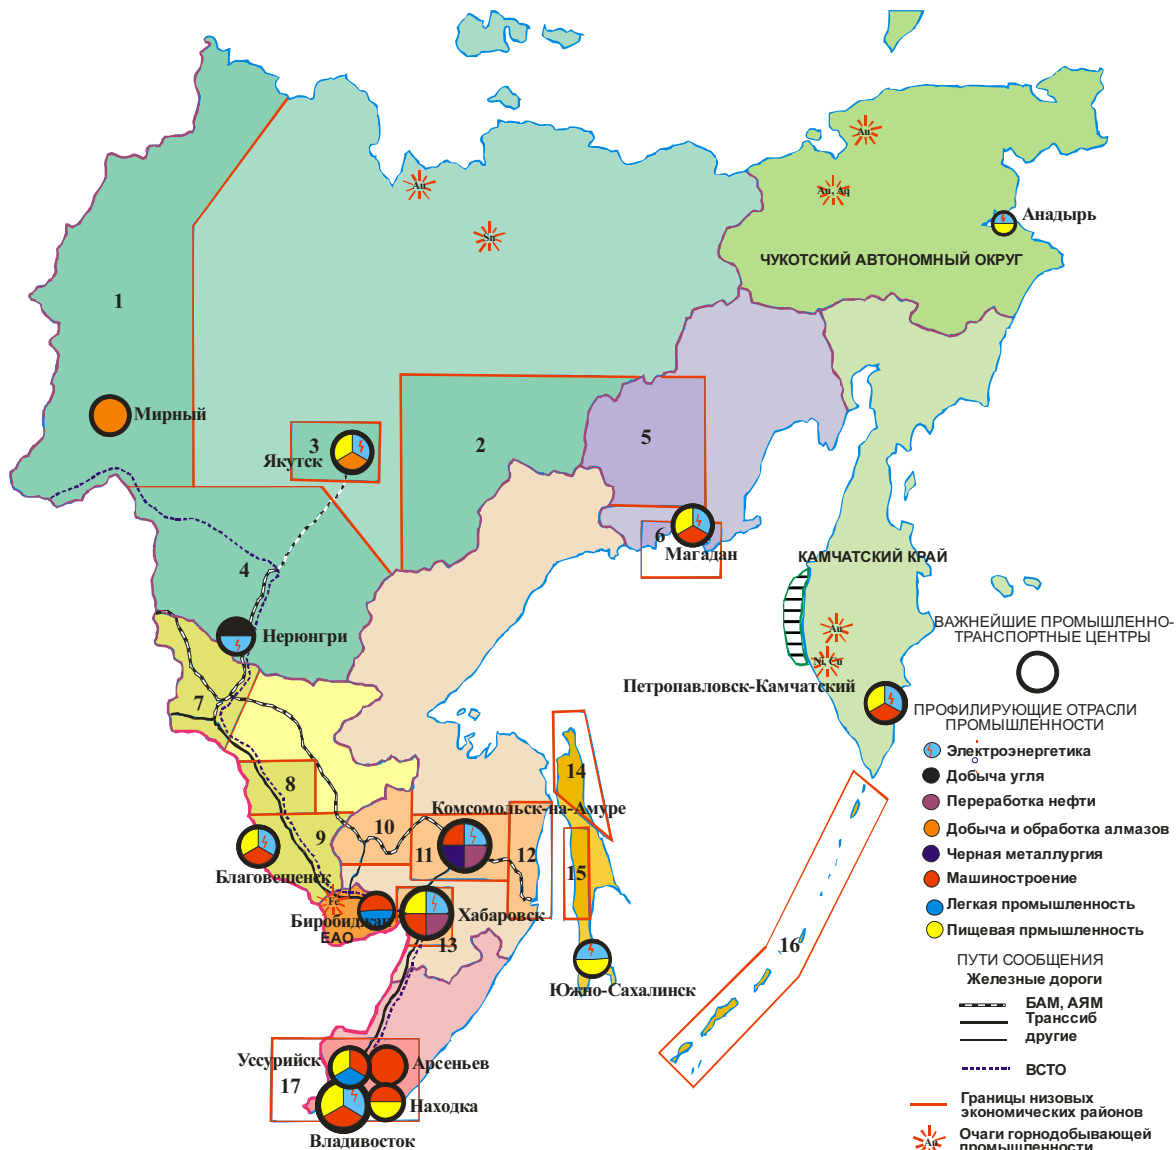 Au
Au, Ag
Анадырь
Au
Sn
ЧУКОТСКИЙ АВТОНОМНЫЙ ОКРУГ
1
Мирный
3
Якутск
2
5
6
Магадан
4
КАМЧАТСКИЙ КРАЙ
Нерюнгри
Au
Ni, Cu
Петропавловск-Камчатский
7
8
14
Комсомольск-на-Амуре
9
10
11
12
15
Благовещенск
Fe
Биробиджан
ЕАО
Хабаровск
13
16
Южно-Сахалинск
Уссурийск
Арсеньев
17
Находка
Владивосток
ВАЖНЕЙШИЕ ПРОМЫШЛЕННО-
ТРАНСПОРТНЫЕ ЦЕНТРЫ
ПРОФИЛИРУЮЩИЕ ОТРАСЛИ
ПРОМЫШЛЕННОСТИ
Электроэнергетика
Добыча угля
Переработка нефти
Добыча и обработка алмазов
Черная металлургия
Машиностроение
Легкая промышленность
Пищевая прмышленность
ПУТИ СООБЩЕНИЯ
Железные дороги
БАМ, АЯМ
Транссиб
другие
ВСТО
Границы низовых
экономических районов
Au
Очаги горнодобывающей
промышленности